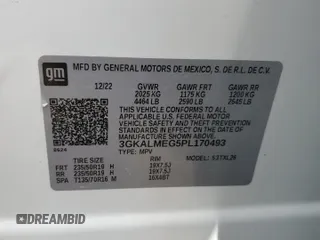 gm
MFD BY GENERAL MOTORS DE MEXICO, S. DE R.L. DE C.V.
12/22 GVWR GAWR FRT GAWR RR
2025 KG 1175 KG 1200 KG
4464 LB 2590 LB 2645 LB
THIS VEHICLE CONFORMS TO ALL APPLICABLE U.S. FEDERAL MOTOR VEHICLE SAFETY, BUMPER, AND THEFT PREVENTION STANDARDS IN EFFECT ON THE DATE OF MANUFACTURE SHOWN ABOVE.
3GKALMEG5PL170493
TYPE: MPV
TIRE SIZE RIM
FRT 235/50R19 H 19X7.5J
RR 235/50R19 H 19X7.5J
SPA T135/70R16 M 16X4BT
MODEL:
© DREAMBID